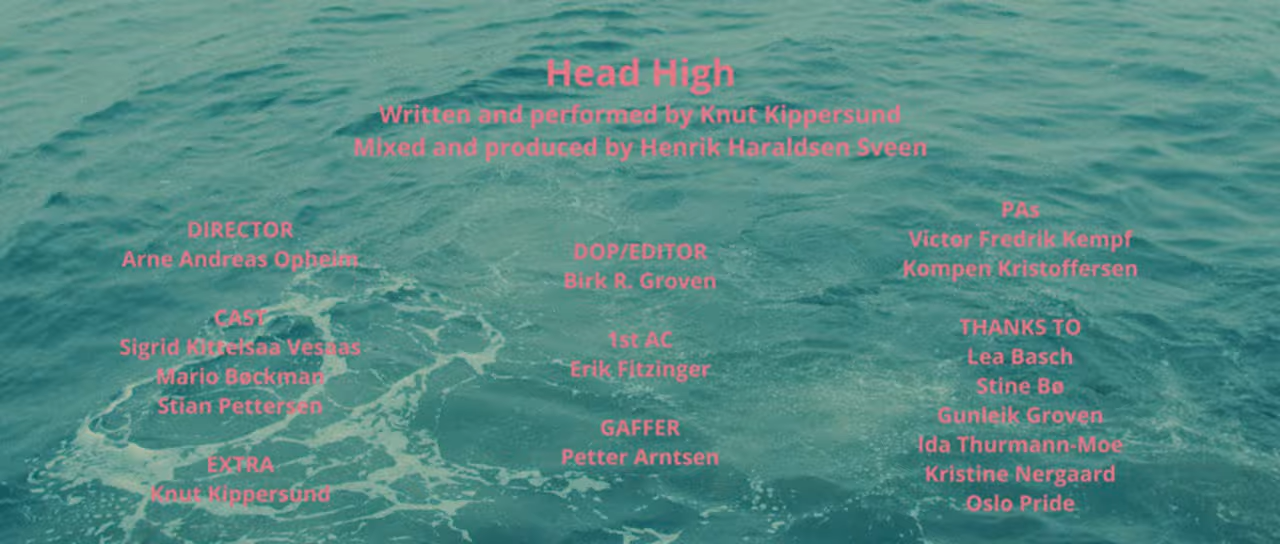 Head High
Written and performed by Knut Kippersund
Mixed and produced by Henrik Haraldsen Sveen
DIRECTOR
Arne Andreas Opheim
CAST
Sigrid Kittelsaa Vesaas
Mario Bøckman
Stian Pettersen
EXTRA
Knut Kippersund
DOP/EDITOR
Birk R. Groven
1st AC
Erik Fitzinger
GAFFER
Petter Arntsen
PAs
Victor Fredrik Kempf
Kompen Kristoffersen
THANKS TO
Lea Basch
Stine Bø
Gunleik Groven
Ida Thurmann-Moe
Kristine Nergaard
Oslo Pride